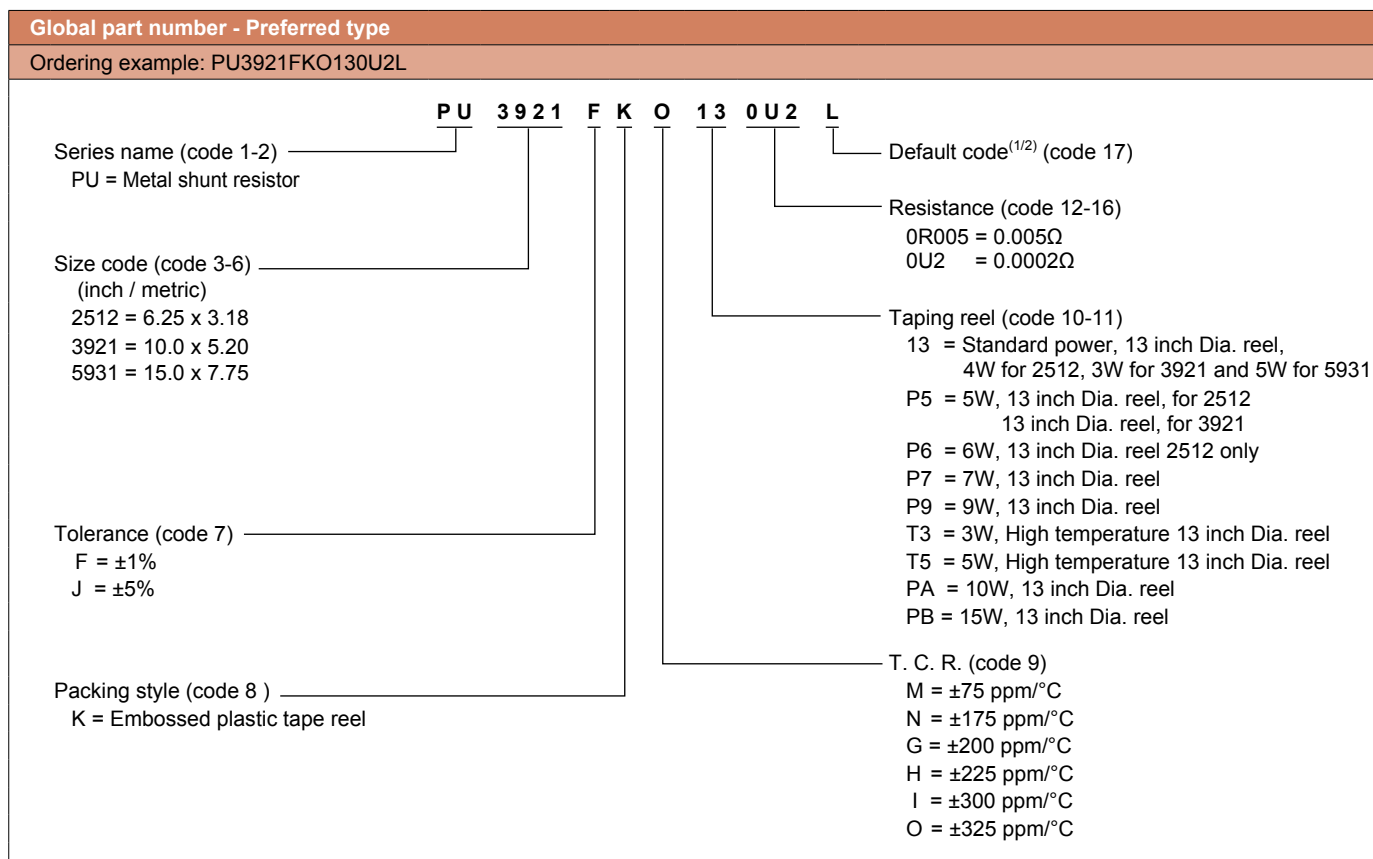 Global part number - Preferred type
Ordering example: PU3921FKO130U2L
P U 3 9 2 1 F K O 1 3 0 U 2 L
Series name (code 1-2)
PU = Metal shunt resistor
Size code (code 3-6)
(inch / metric)
2512 = 6.25 x 3.18
3921 = 10.0 x 5.20
5931 = 15.0 x 7.75
Tolerance (code 7)
F = ±1%
J = ±5%
Packing style (code 8 )
K = Embossed plastic tape reel
Default code(1/2) (code 17)
Resistance (code 12-16)
0R005 = 0.005Ω
0U2 = 0.0002Ω
Taping reel (code 10-11)
13 = Standard power, 13 inch Dia. reel,
4W for 2512, 3W for 3921 and 5W for 5931
P5 = 5W, 13 inch Dia. reel, for 2512
13 inch Dia. reel, for 3921
P6 = 6W, 13 inch Dia. reel 2512 only
P7 = 7W, 13 inch Dia. reel
P9 = 9W, 13 inch Dia. reel
T3 = 3W, High temperature 13 inch Dia. reel
T5 = 5W, High temperature 13 inch Dia. reel
PA = 10W, 13 inch Dia. reel
PB = 15W, 13 inch Dia. reel
T. C. R. (code 9)
M = ±75 ppm/°C
N = ±175 ppm/°C
G = ±200 ppm/°C
H = ±225 ppm/°C
I = ±300 ppm/°C
O = ±325 ppm/°C